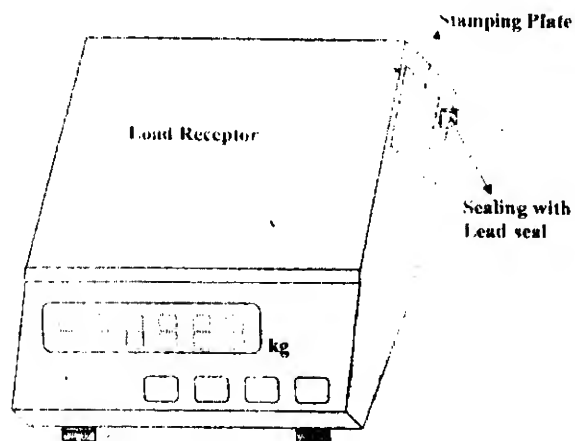 Stamping Plate
Load Receptor
Sealing with
Lead seal
kg